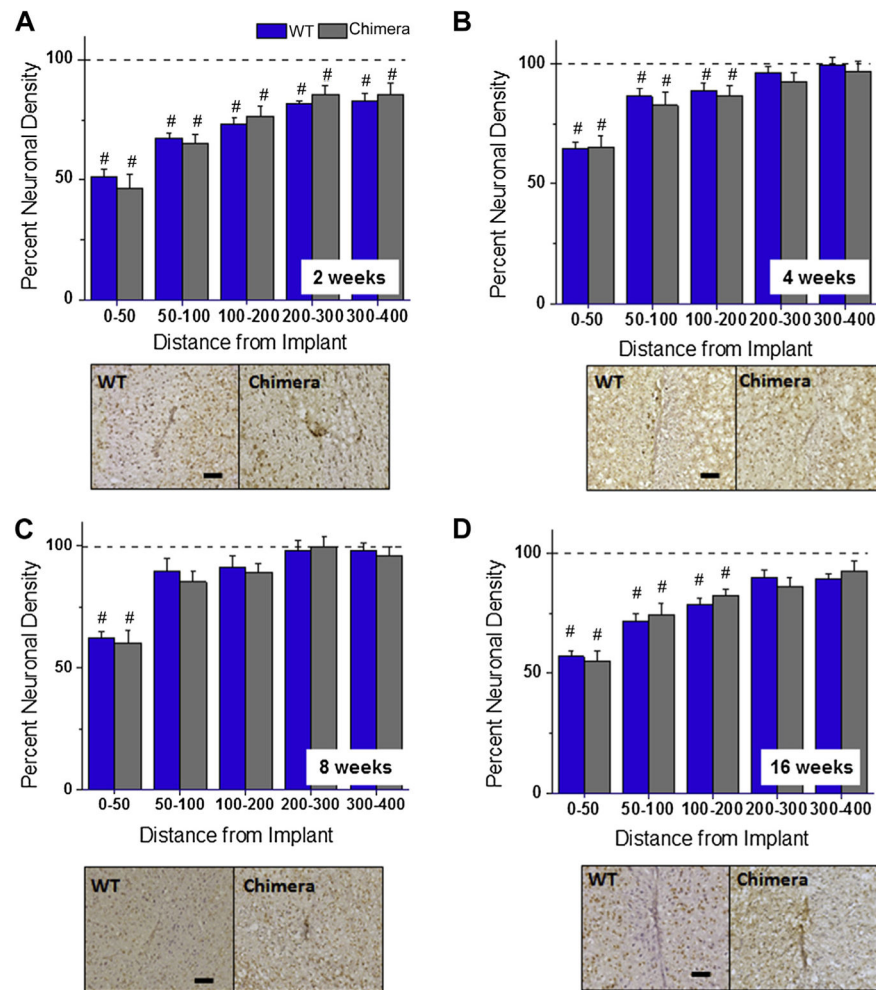 A
WT Chimera
Percent Neuronal Density
100
50
0
# # # # # # # # # #
2 weeks
0-50 50-100 100-200 200-300 300-400
Distance from Implant
WT Chimera
B
Percent Neuronal Density
100
50
0
# # # # # #
4 weeks
0-50 50-100 100-200 200-300 300-400
Distance from Implant
WT Chimera
C
Percent Neuronal Density
100
50
0
# #
8 weeks
0-50 50-100 100-200 200-300 300-400
Distance from Implant
WT Chimera
D
Percent Neuronal Density
100
50
0
# # # # # #
16 weeks
0-50 50-100 100-200 200-300 300-400
Distance from Implant
WT Chimera